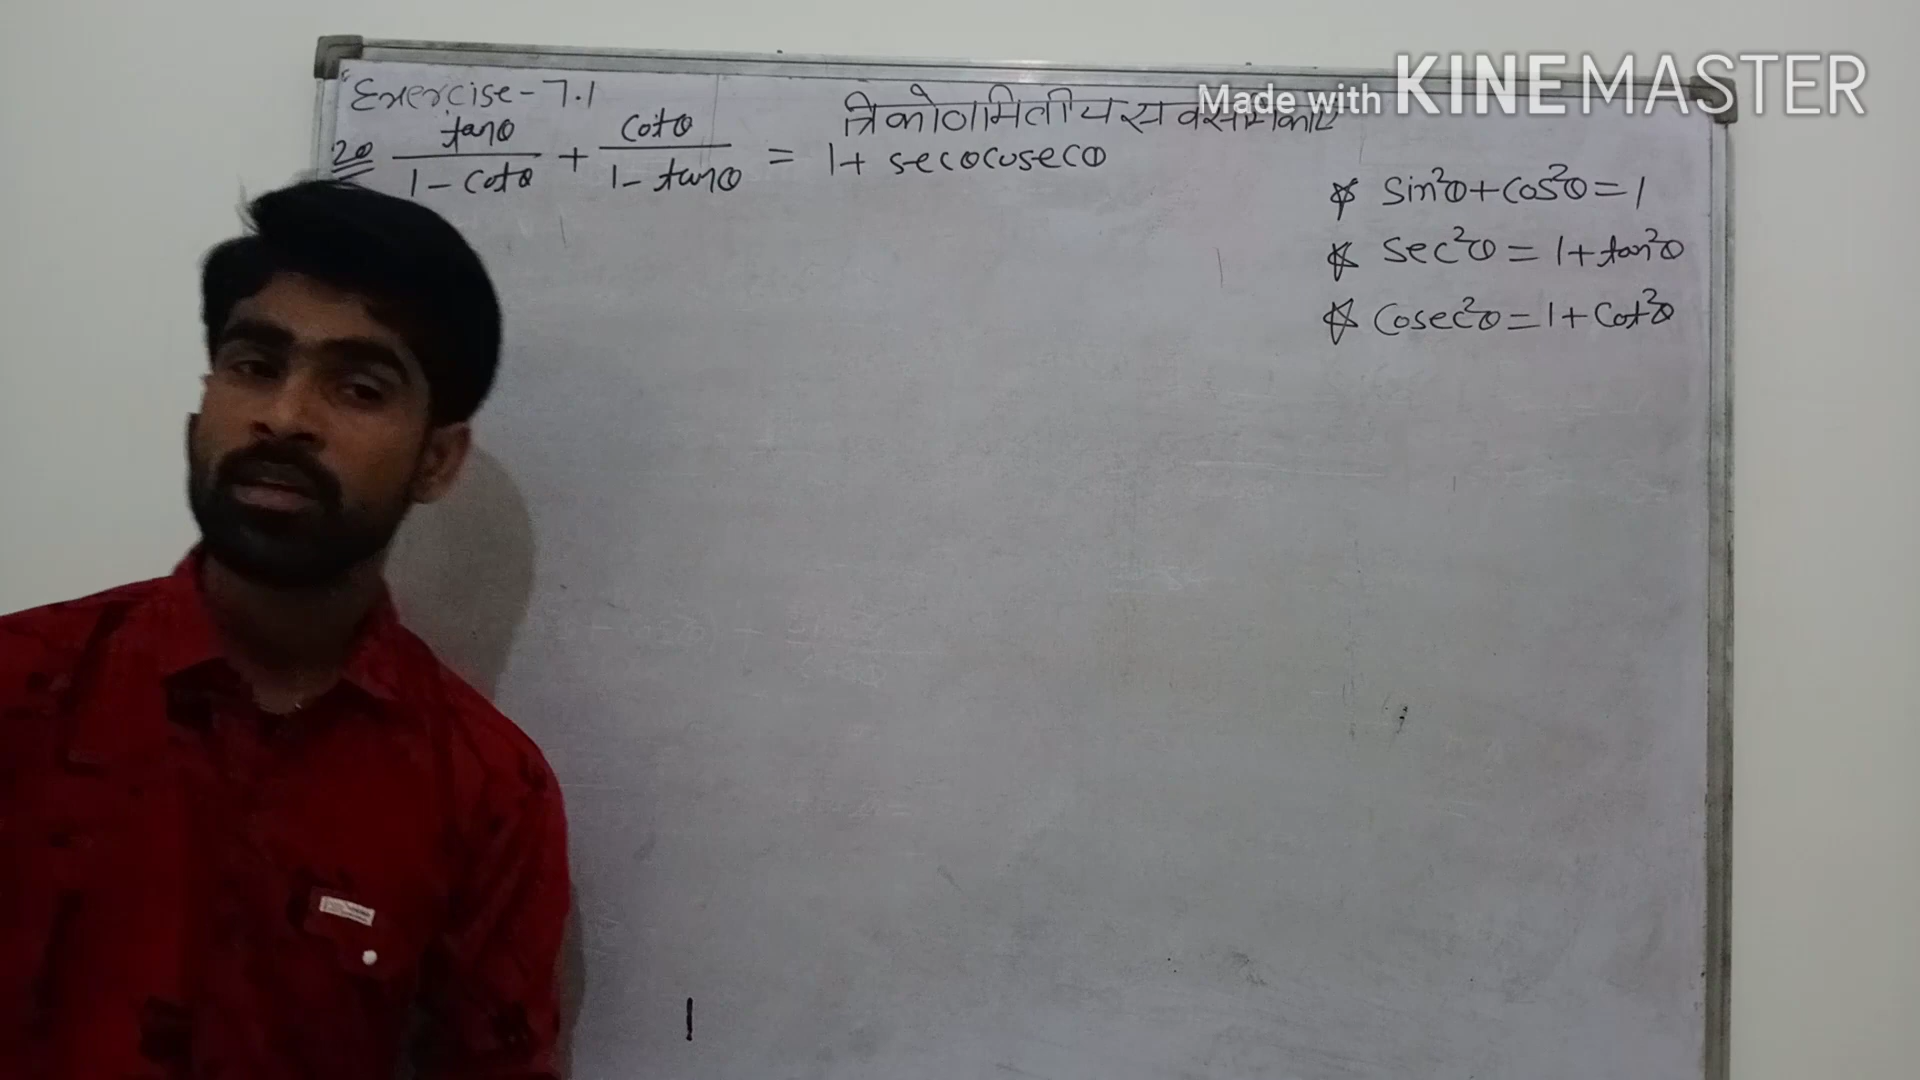 Exercise-7.1
त्रिकोणमितीय सर्वसमिकाए
Made with KINEMASTER
20 tanθ/1-cotθ + cotθ/1-tanθ = 1+ secθcosecθ
* Sin²θ+Cos²θ=1
* Sec²θ=1+tan²θ
* Cosec²θ=1+Cot²θ